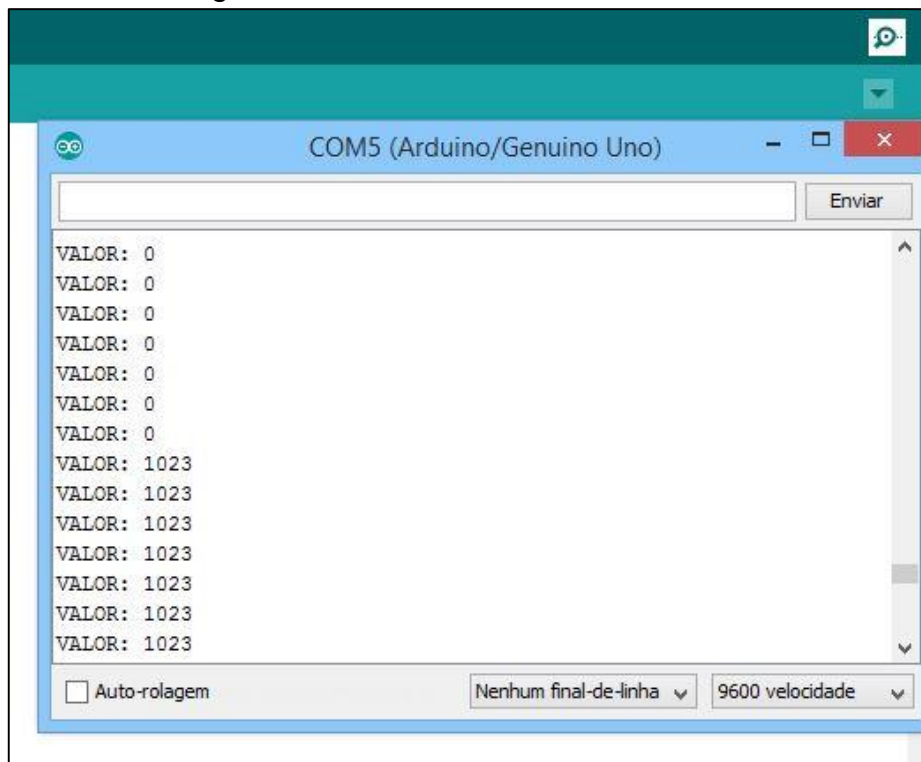 COM5 (Arduino/Genuino Uno)
Enviar
VALOR: 0
VALOR: 0
VALOR: 0
VALOR: 0
VALOR: 0
VALOR: 0
VALOR: 0
VALOR: 1023
VALOR: 1023
VALOR: 1023
VALOR: 1023
VALOR: 1023
VALOR: 1023
VALOR: 1023
Auto-rolagem Nenhum final-de-linha 9600 velocidade